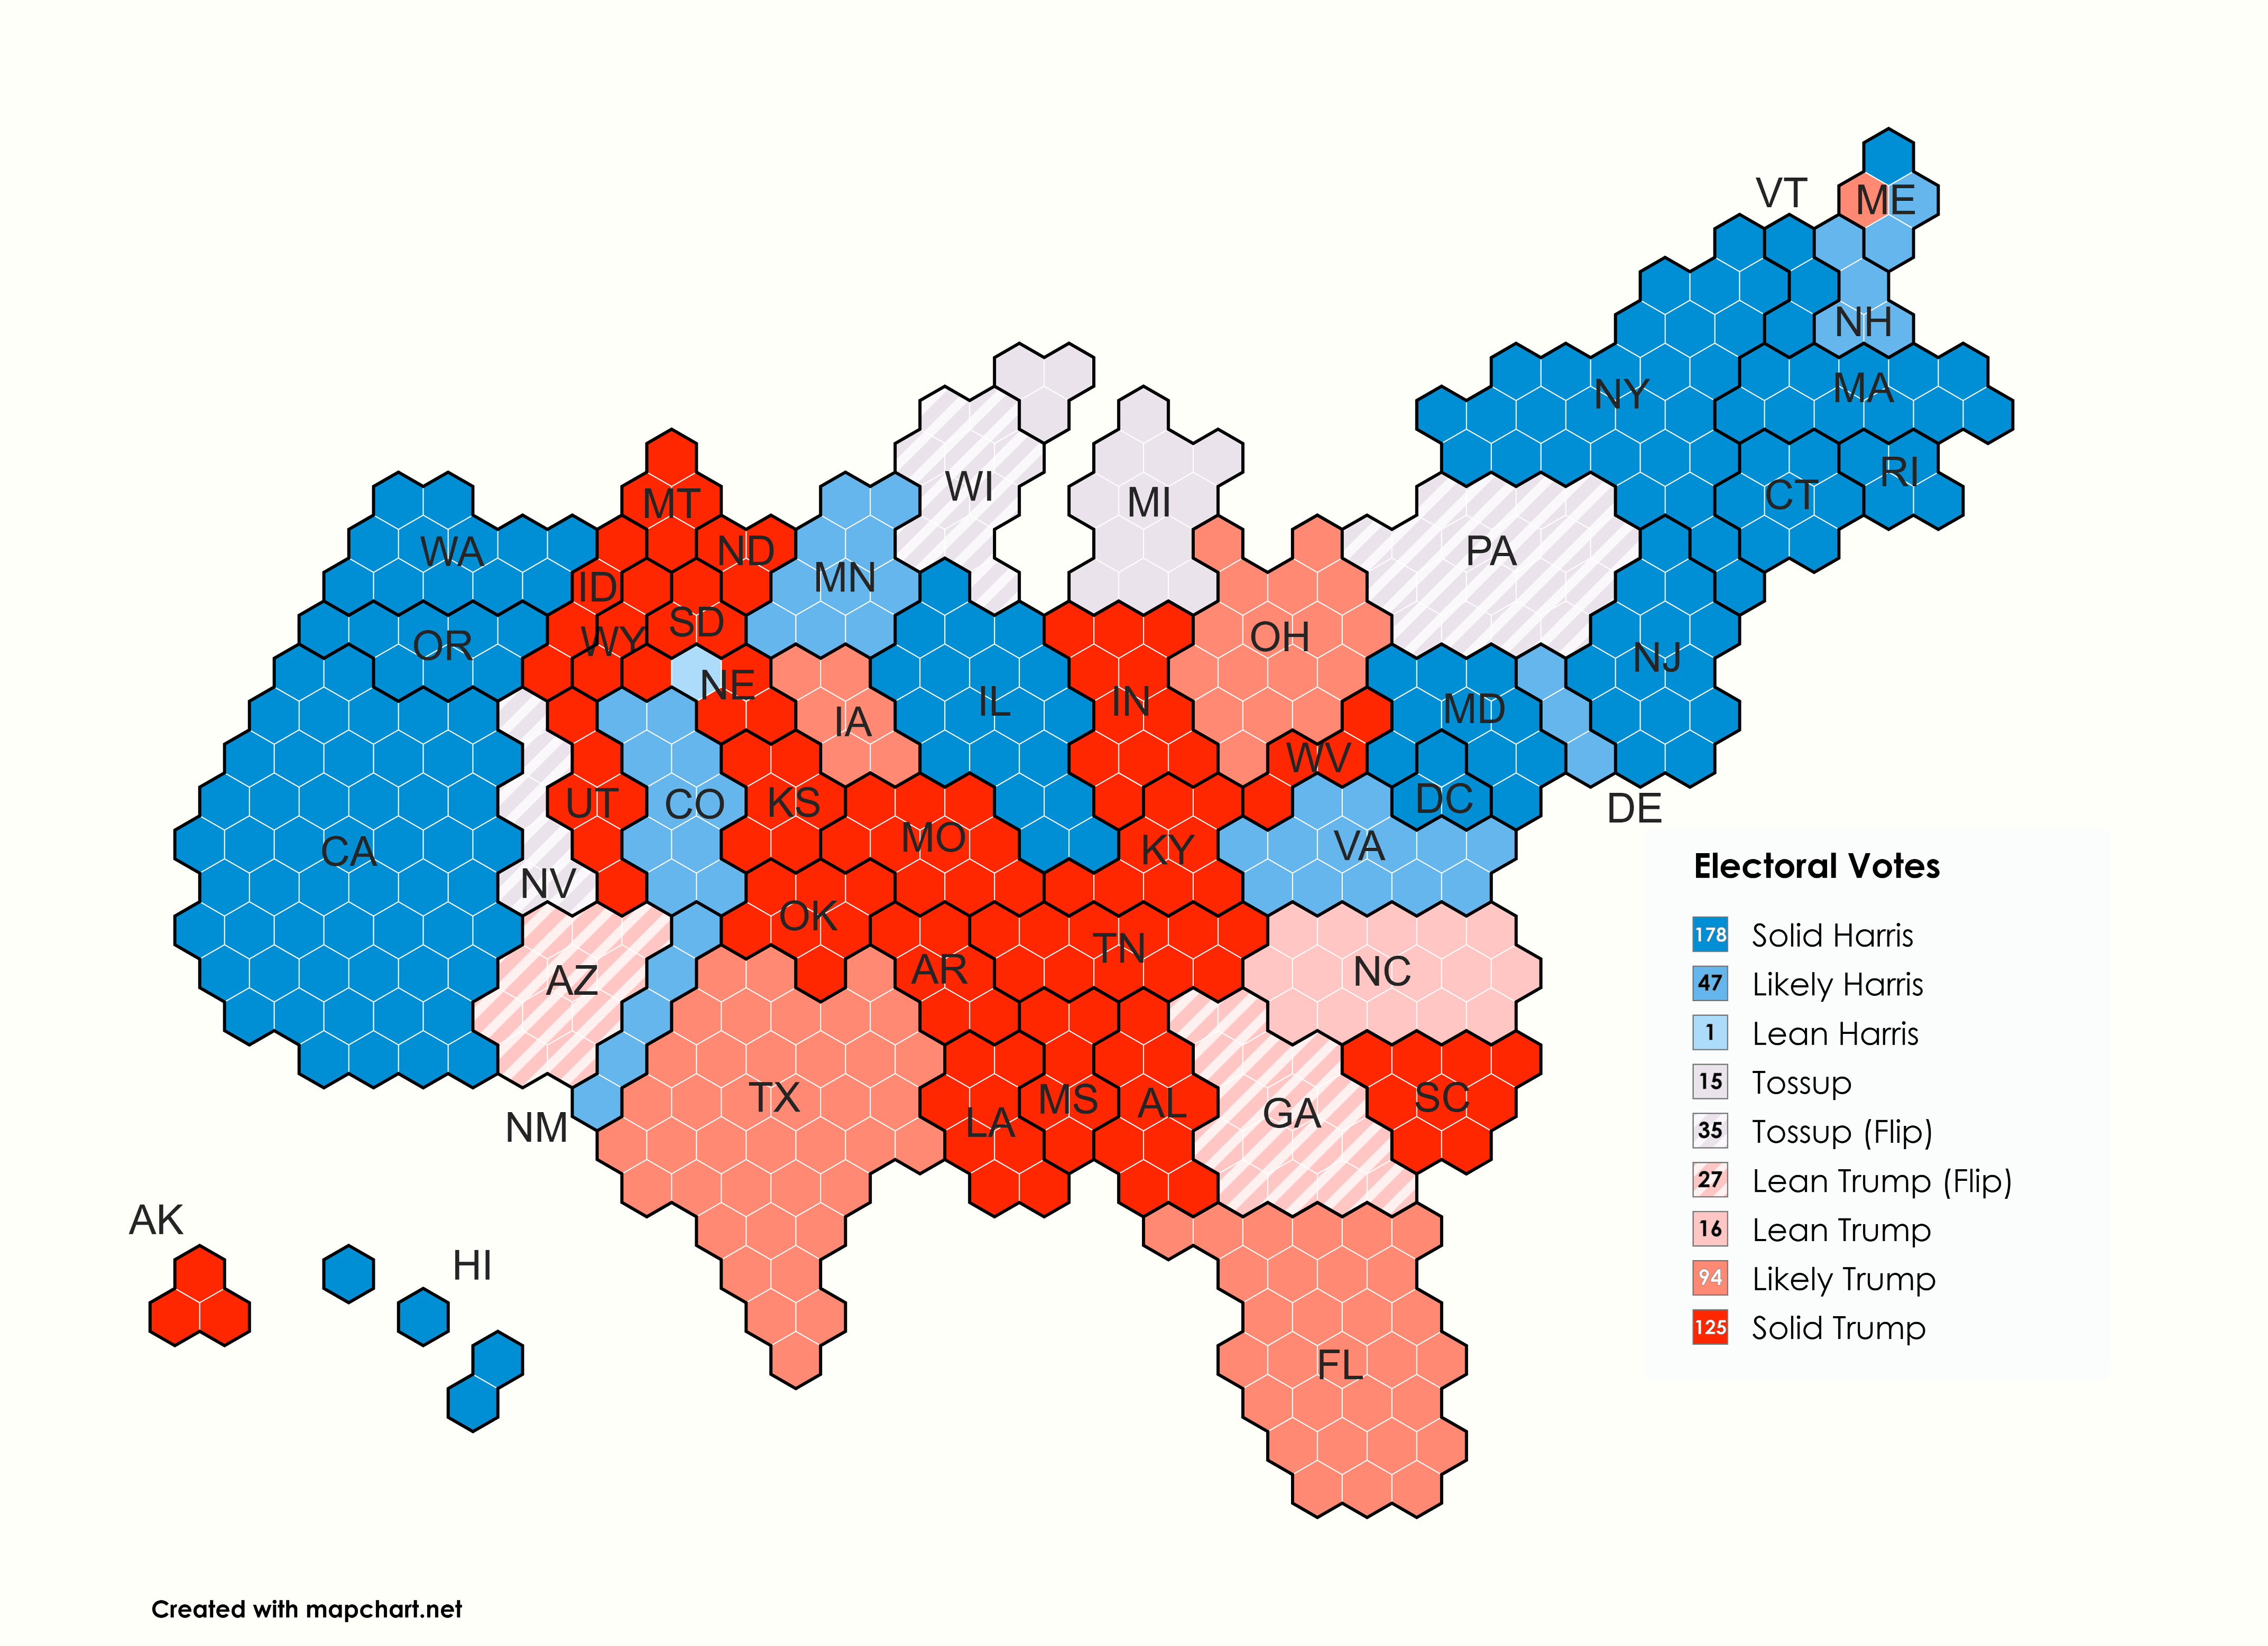 VT
ME
NH
NY
MA
WI
MI
RI
MT
CT
WA
ND
PA
MN
ID
SD
WY
OR
OH
NJ
NE
IL
IN
MD
IA
WV
UT
CO
KS
DC
DE
MO
CA
KY
VA
NV
OK
TN
AR
NC
AZ
TX
MS
AL
SC
LA
GA
NM
AK
HI
FL
Electoral Votes
178 Solid Harris
47 Likely Harris
1 Lean Harris
15 Tossup
35 Tossup (Flip)
27 Lean Trump (Flip)
16 Lean Trump
94 Likely Trump
125 Solid Trump
Created with mapchart.net